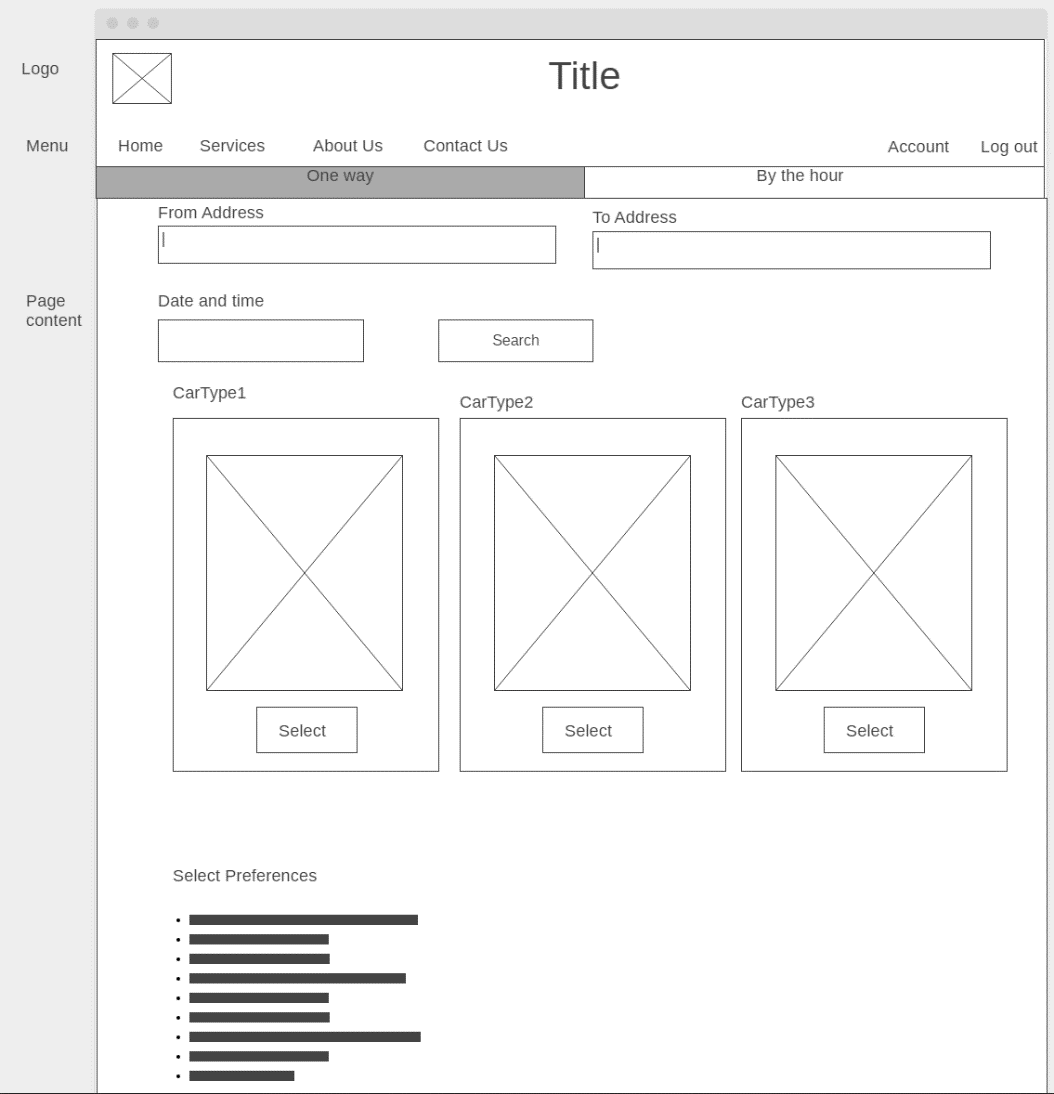 Logo
Title
Menu
Home
Services
About Us
Contact Us
Account
Log out
One way
By the hour
From Address
To Address
Page
content
Date and time
Search
CarType1
CarType2
CarType3
Select
Select
Select
Select Preferences